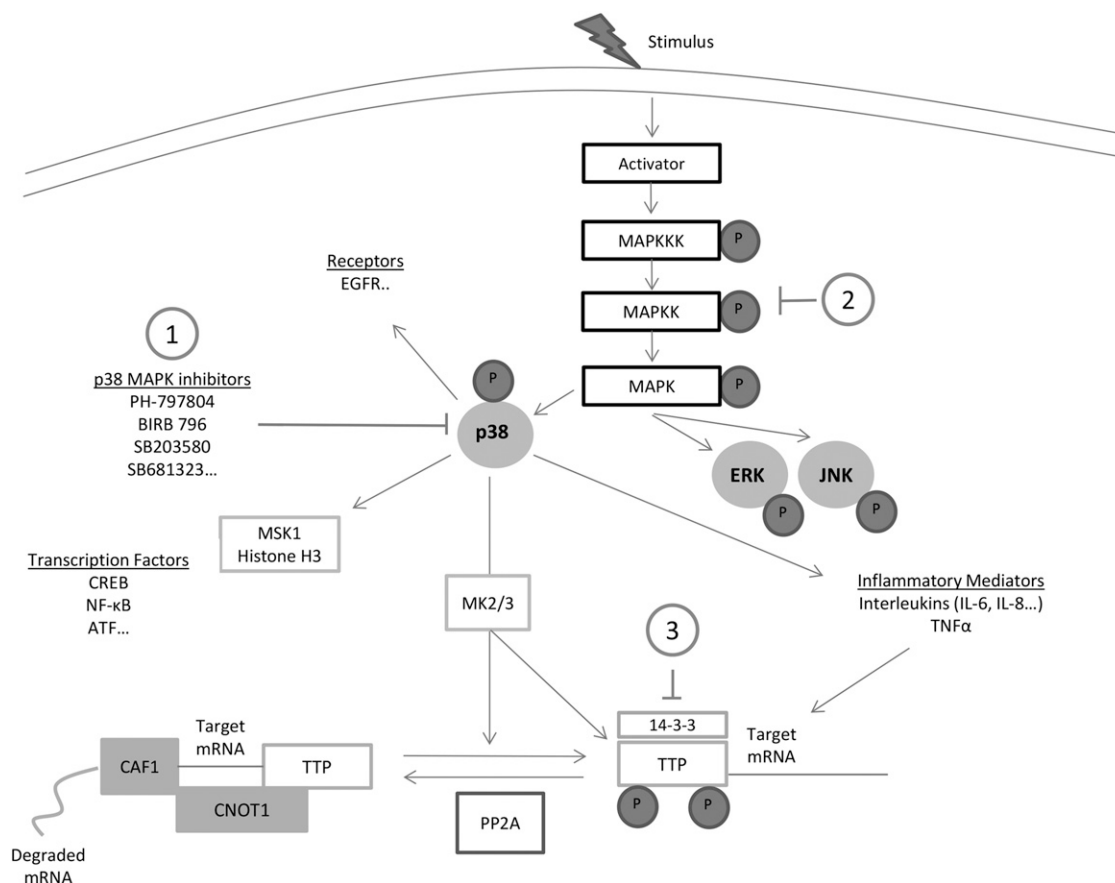 Stimulus
Activator
MAPKKK
P
Receptors
EGFR..
2
MAPKK
P
1
MAPK
P
P
p38 MAPK inhibitors
PH-797804
BIRB 796
SB203580
SB681323...
p38
ERK
JNK
P
P
MSK1
Histone H3
Transcription Factors
CREB
NF-κB
ATF...
Inflammatory Mediators
Interleukins (IL-6, IL-8...)
TNFα
MK2/3
3
14-3-3
Target
mRNA
Target
mRNA
CAF1
TTP
TTP
CNOT1
P
P
PP2A
Degraded
mRNA